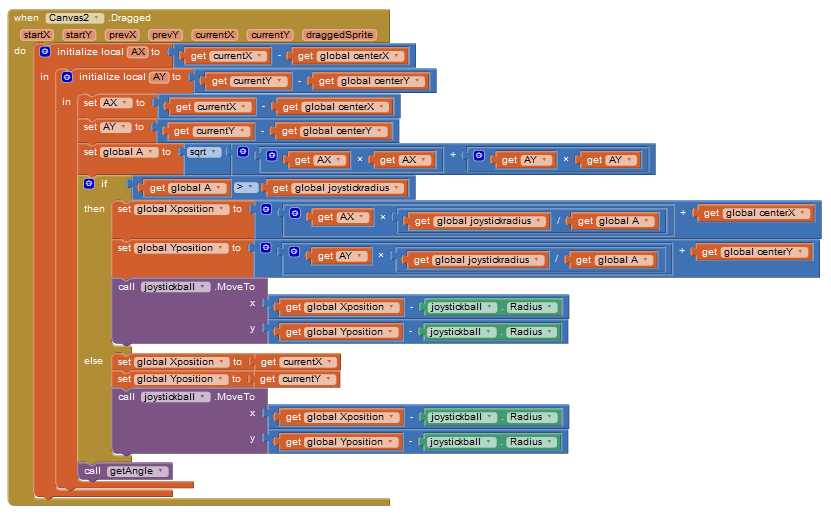 when Canvas2 .Dragged
startX startY prevX prevY currentX currentY draggedSprite
do initialize local AX to get currentX - get global centerX
in initialize local AY to get currentY - get global centerY
in set AX to get currentX - get global centerX
set AY to get currentY - get global centerY
set global A to sqrt get AX × get AX + get AY × get AY
if get global A > get global joystickradius
then set global Xposition to get AX × get global joystickradius / get global A + get global centerX
set global Yposition to get AY × get global joystickradius / get global A + get global centerY
call joystickball .MoveTo
x get global Xposition - joystickball . Radius
y get global Yposition - joystickball . Radius
else set global Xposition to get currentX
set global Yposition to get currentY
call joystickball .MoveTo
x get global Xposition - joystickball . Radius
y get global Yposition - joystickball . Radius
call getAngle